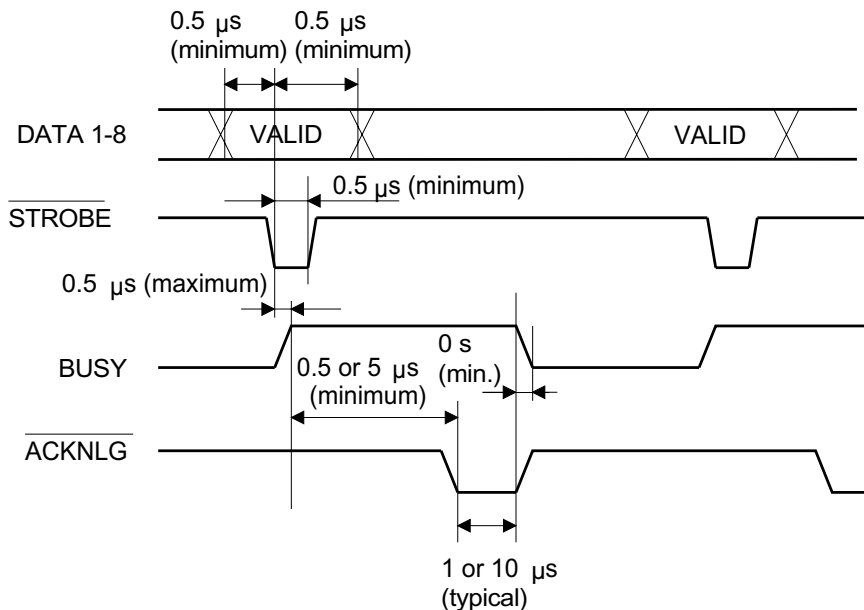 0.5 µs
(minimum)
0.5 µs
(minimum)
DATA 1-8
VALID
VALID
0.5 µs (minimum)
STROBE
0.5 µs (maximum)
BUSY
0.5 or 5 µs
(minimum)
0 s
(min.)
ACKNLG
1 or 10 µs
(typical)